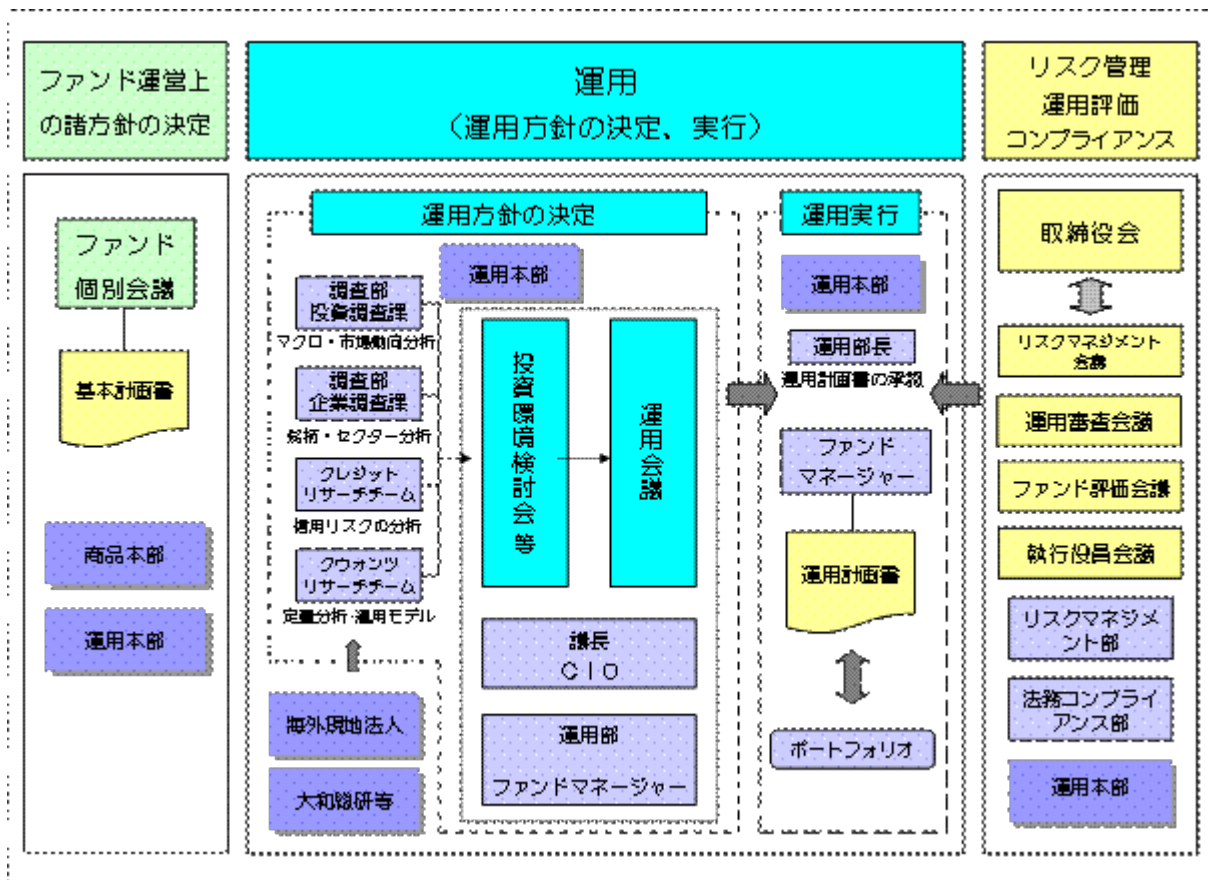 ファンド運営上
の諸方針の決定
運用
（運用方針の決定、実行）
リスク管理
運用評価
コンプライアンス
ファンド
個別会議
基本計画書
商品本部
運用本部
運用方針の決定
運用本部
調査部
投資調査課
マクロ・市場動向分析
調査部
企業調査課
銘柄・セクター分析
クレジット
リサーチチーム
信用リスクの分析
クウォンツ
リサーチチーム
定量分析・運用モデル
海外現地法人
大和総研等
投資環境検討会等
運用会議
議長
ＣＩＯ
運用部
ファンドマネージャー
運用実行
運用本部
運用部長
運用計画書の承認
ファンド
マネージャー
運用計画書
ポートフォリオ
取締役会
リスクマネジメント
会議
運用審査会議
ファンド評価会議
執行役員会議
リスクマネジメ
ント部
法務コンプライ
アンス部
運用本部